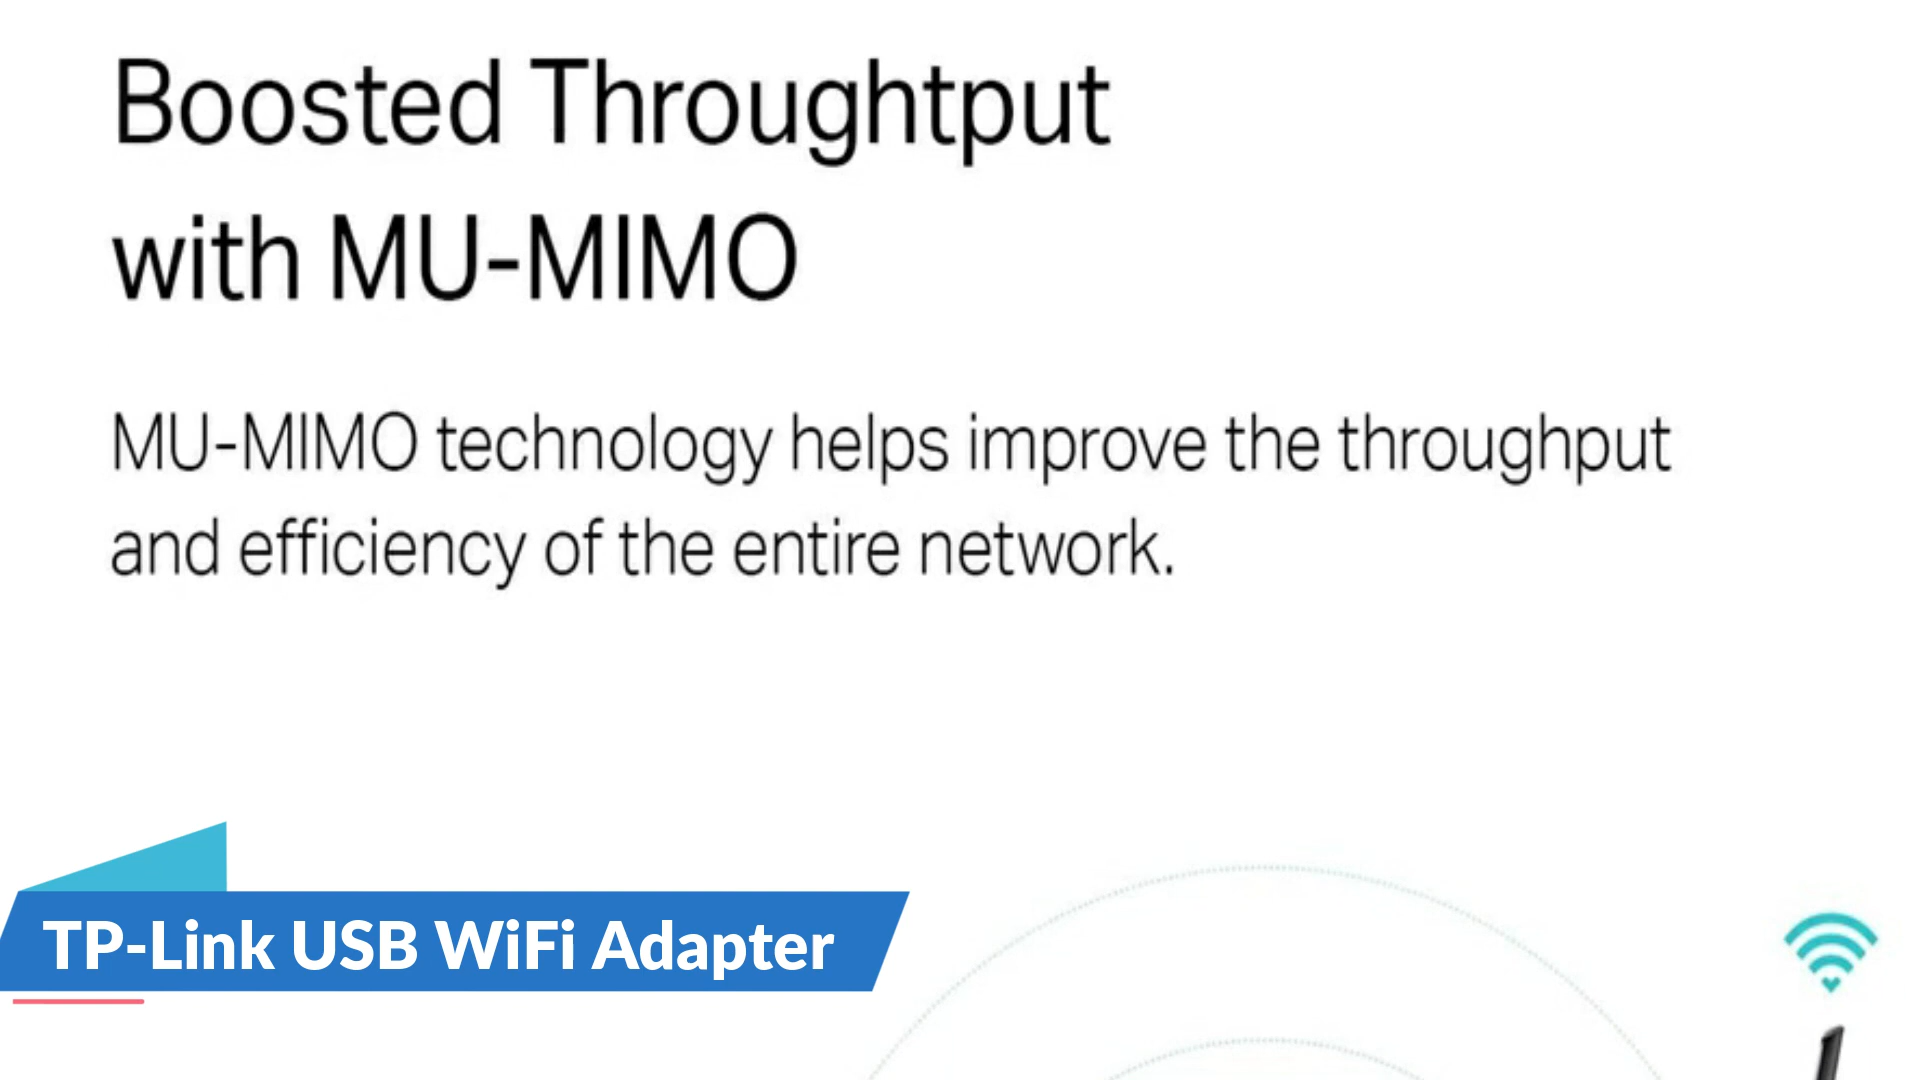 Boosted Throughtput
with MU-MIMO
MU-MIMO technology helps improve the throughput
and efficiency of the entire network.
TP-Link USB WiFi Adapter